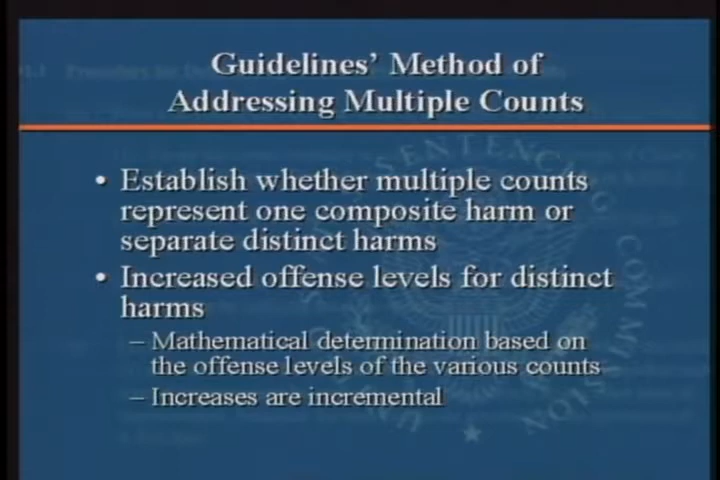 Guidelines' Method of
Addressing Multiple Counts
• Establish whether multiple counts
represent one composite harm or
separate distinct harms
• Increased offense levels for distinct
harms
– Mathematical determination based on
the offense levels of the various counts
– Increases are incremental
SENTENCING COMMISSION